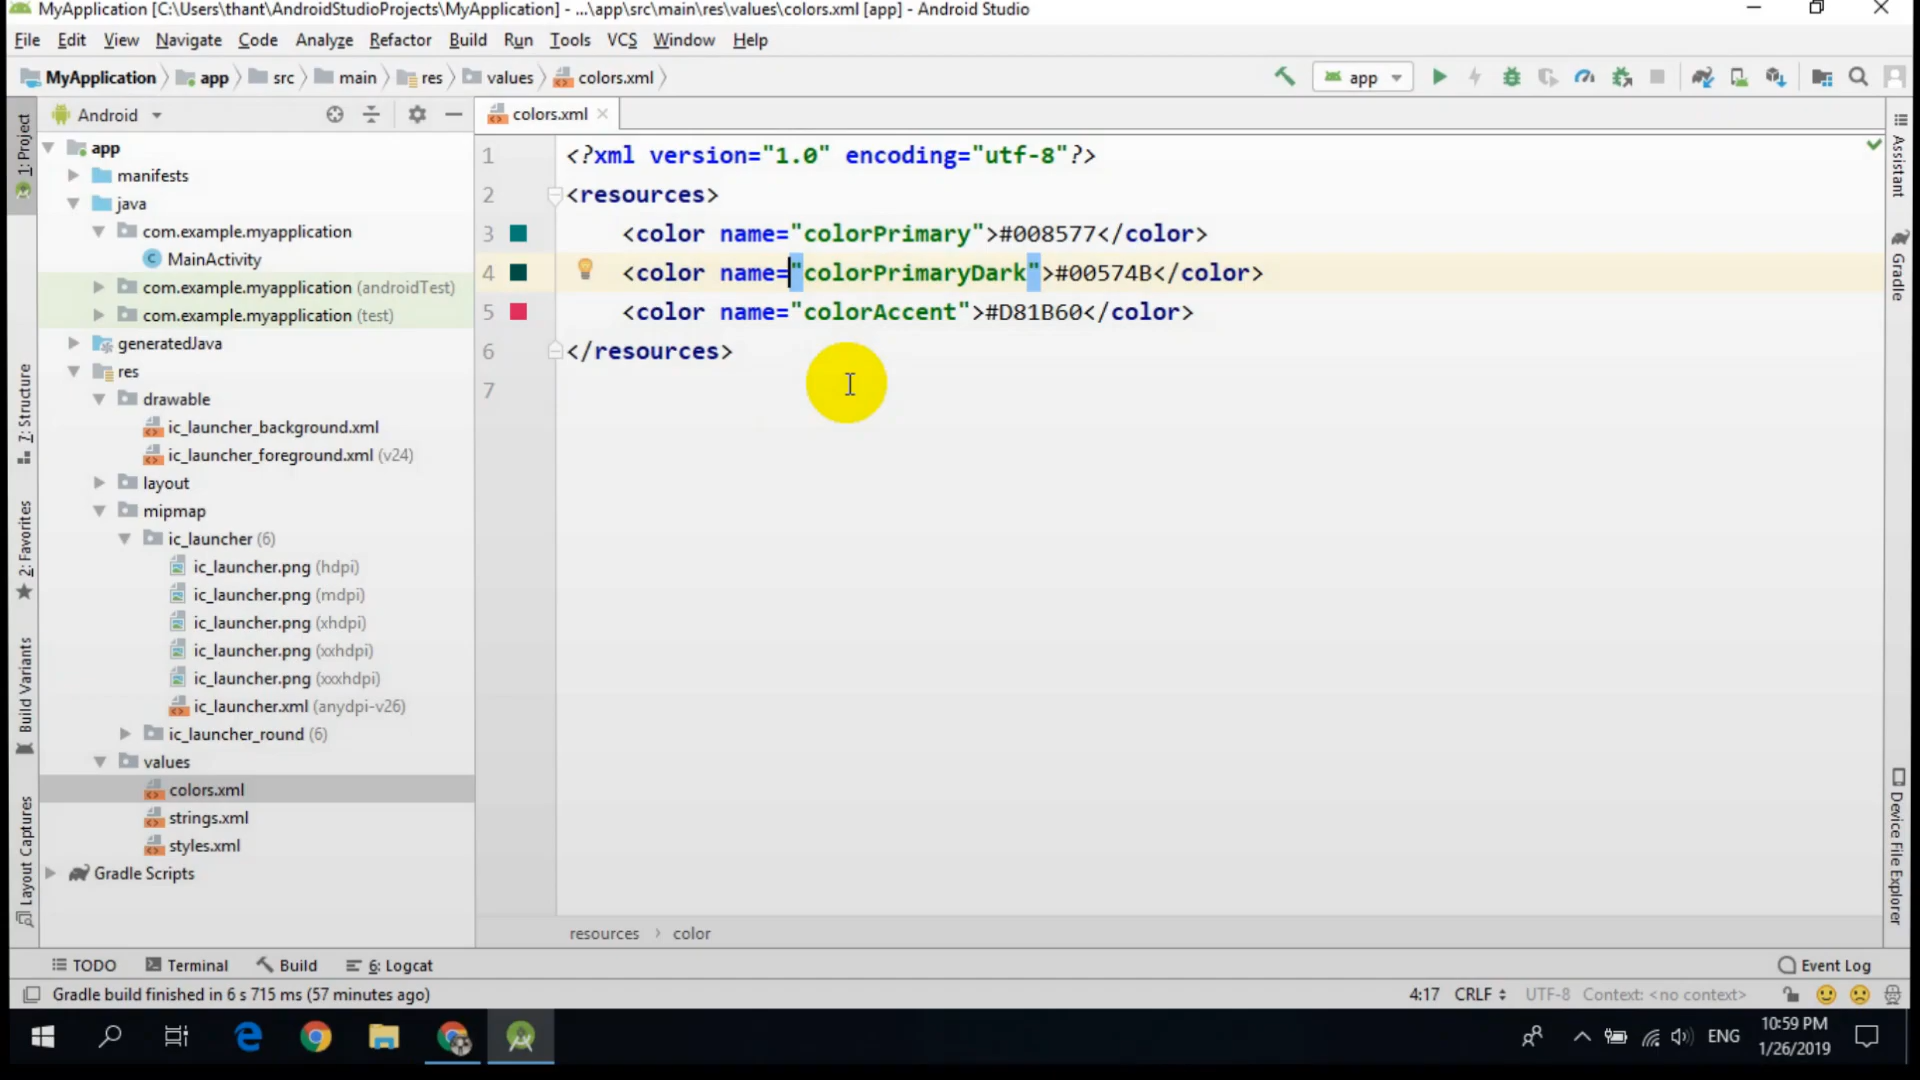 MyApplication [C:\Users\thant\AndroidStudioProjects\MyApplication] - ...\app\src\main\res\values\colors.xml [app] - Android Studio
File Edit View Navigate Code Analyze Refactor Build Run Tools VCS Window Help
MyApplication app src main res values colors.xml
app
Android
colors.xml
1: Project
7: Structure
2: Favorites
Build Variants
Layout Captures
app
manifests
java
com.example.myapplication
MainActivity
com.example.myapplication (androidTest)
com.example.myapplication (test)
generatedJava
res
drawable
ic_launcher_background.xml
ic_launcher_foreground.xml (v24)
layout
mipmap
ic_launcher (6)
ic_launcher.png (hdpi)
ic_launcher.png (mdpi)
ic_launcher.png (xhdpi)
ic_launcher.png (xxhdpi)
ic_launcher.png (xxxhdpi)
ic_launcher.xml (anydpi-v26)
ic_launcher_round (6)
values
colors.xml
strings.xml
styles.xml
Gradle Scripts
1 <?xml version="1.0" encoding="utf-8"?>
2 <resources>
3 <color name="colorPrimary">#008577</color>
4 <color name="colorPrimaryDark">#00574B</color>
5 <color name="colorAccent">#D81B60</color>
6 </resources>
7
Assistant
Gradle
Device File Explorer
resources › color
TODO Terminal Build 6: Logcat Event Log
Gradle build finished in 6 s 715 ms (57 minutes ago) 4:17 CRLF UTF-8 Context: <no context>
ENG
10:59 PM
1/26/2019